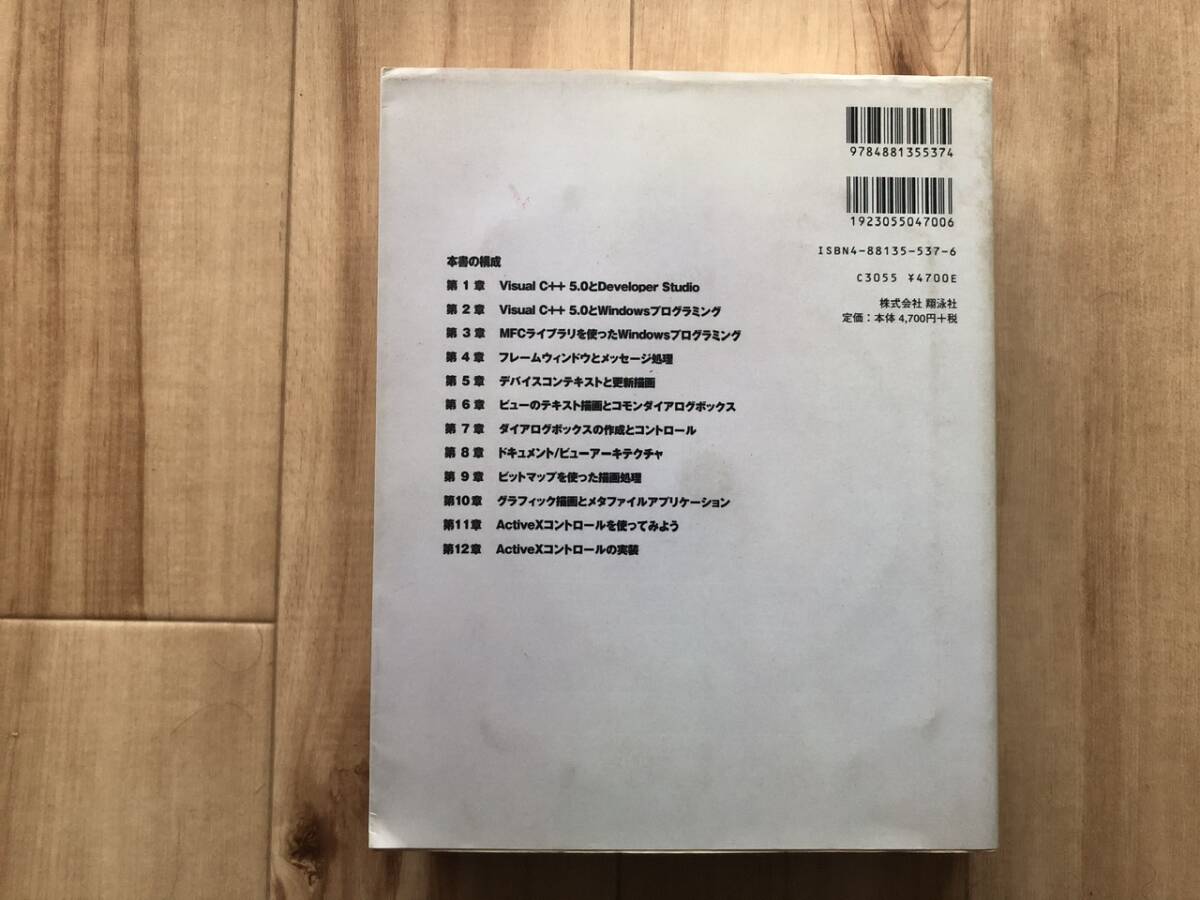 9784881355374
1923055047006
ISBN4-88135-537-6
C3055 ¥4700E
株式会社 翔泳社
定価：本体 4,700円＋税
本書の構成
第 1 章 Visual C++ 5.0とDeveloper Studio
第 2 章 Visual C++ 5.0とWindowsプログラミング
第 3 章 MFCライブラリを使ったWindowsプログラミング
第 4 章 フレームウィンドウとメッセージ処理
第 5 章 デバイスコンテキストと更新描画
第 6 章 ビューのテキスト描画とコモンダイアログボックス
第 7 章 ダイアログボックスの作成とコントロール
第 8 章 ドキュメント/ビューアーキテクチャ
第 9 章 ビットマップを使った描画処理
第10章 グラフィック描画とメタファイルアプリケーション
第11章 ActiveXコントロールを使ってみよう
第12章 ActiveXコントロールの実装